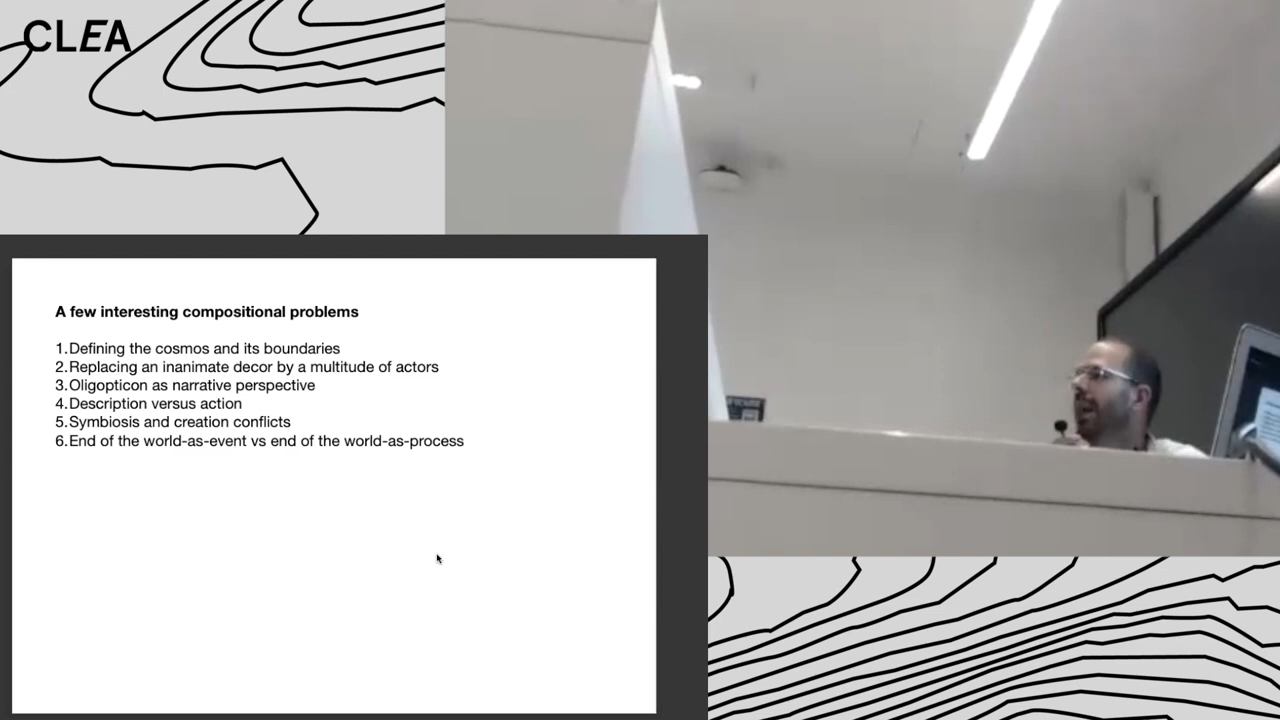 CLEA
A few interesting compositional problems
1.Defining the cosmos and its boundaries
2.Replacing an inanimate decor by a multitude of actors
3.Oligopticon as narrative perspective
4.Description versus action
5.Symbiosis and creation conflicts
6.End of the world-as-event vs end of the world-as-process